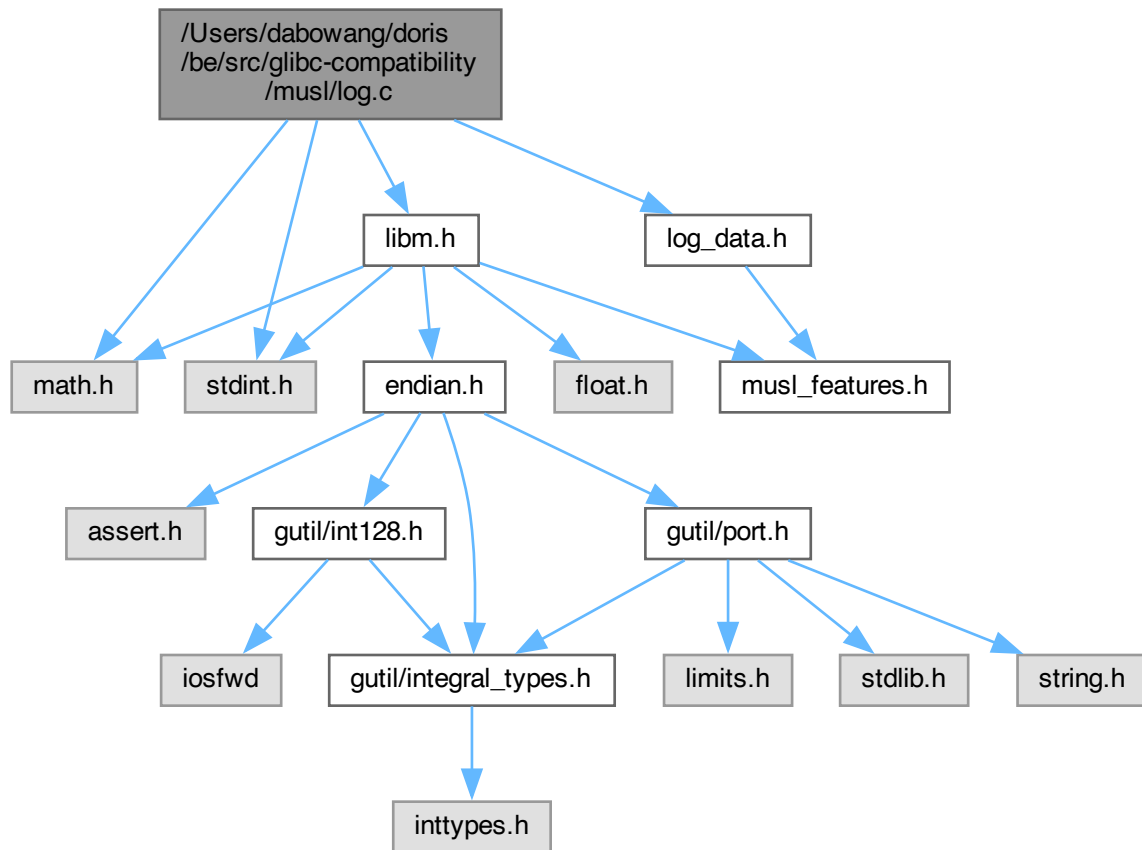 /Users/dabowang/doris
/be/src/glibc-compatibility
/musl/log.c
libm.h
log_data.h
math.h
stdint.h
endian.h
float.h
musl_features.h
assert.h
gutil/int128.h
gutil/port.h
iosfwd
gutil/integral_types.h
limits.h
stdlib.h
string.h
inttypes.h